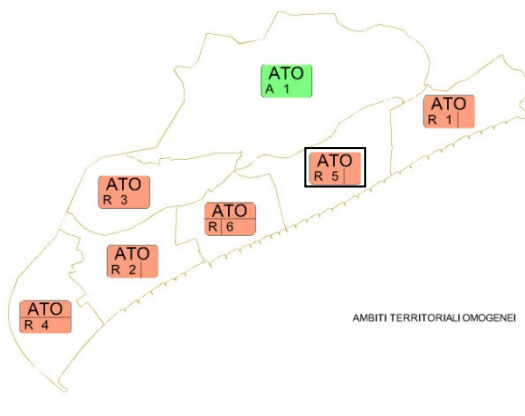 ATO
A 1
ATO
R 1
ATO
R 5
ATO
R 3
ATO
R 6
ATO
R 2
ATO
R 4
AMBITI TERRITORIALI OMOGENEI